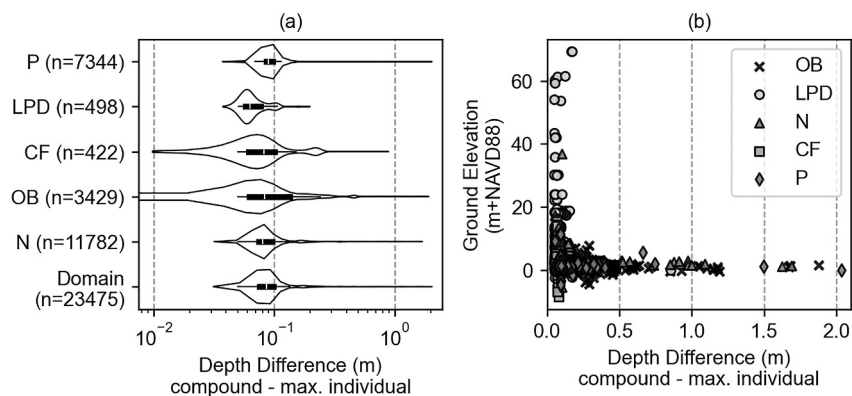 (a)
P (n=7344)
LPD (n=498)
CF (n=422)
OB (n=3429)
N (n=11782)
Domain
(n=23475)
10⁻² 10⁻¹ 10⁰
Depth Difference (m)
compound - max. individual
(b)
Ground Elevation
(m+NAVD88)
60
40
20
0
OB
LPD
N
CF
P
0.0 0.5 1.0 1.5 2.0
Depth Difference (m)
compound - max. individual